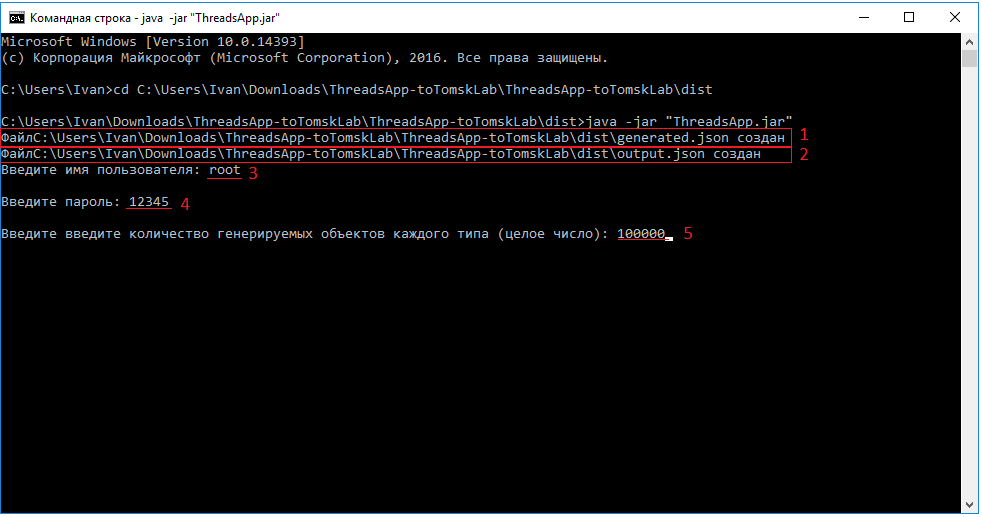 Командная строка - java -jar "ThreadsApp.jar"
Microsoft Windows [Version 10.0.14393]
(c) Корпорация Майкрософт (Microsoft Corporation), 2016. Все права защищены.
C:\Users\Ivan>cd C:\Users\Ivan\Downloads\ThreadsApp-toTomskLab\ThreadsApp-toTomskLab\dist
C:\Users\Ivan\Downloads\ThreadsApp-toTomskLab\ThreadsApp-toTomskLab\dist>java -jar "ThreadsApp.jar"
ФайлC:\Users\Ivan\Downloads\ThreadsApp-toTomskLab\ThreadsApp-toTomskLab\dist\generated.json создан 1
ФайлC:\Users\Ivan\Downloads\ThreadsApp-toTomskLab\ThreadsApp-toTomskLab\dist\output.json создан 2
Введите имя пользователя: root 3
Введите пароль: 12345 4
Введите введите количество генерируемых объектов каждого типа (целое число): 100000 5